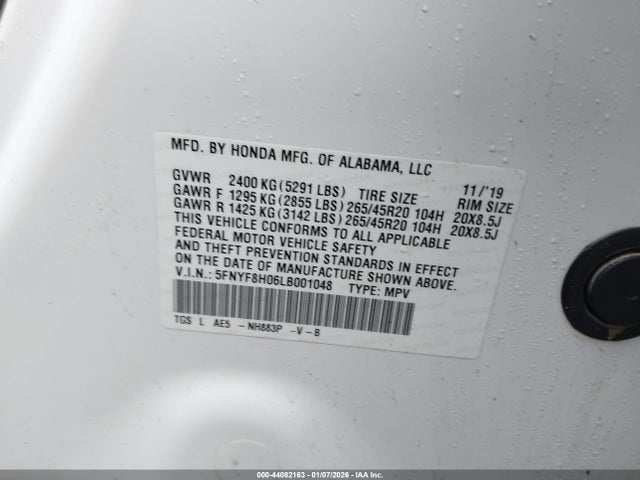 MFD. BY HONDA MFG. OF ALABAMA, LLC
GVWR 2400 KG (5291 LBS) TIRE SIZE 11/'19 RIM SIZE
GAWR F 1295 KG (2855 LBS) 265/45R20 104H 20X8.5J
GAWR R 1425 KG (3142 LBS) 265/45R20 104H 20X8.5J
THIS VEHICLE CONFORMS TO ALL APPLICABLE
FEDERAL MOTOR VEHICLE SAFETY
AND THEFT PREVENTION STANDARDS IN EFFECT
ON THE DATE OF MANUFACTURE SHOWN ABOVE.
V.I.N.: 5FNYF8H06LB001048 TYPE: MPV
TGS L AE5 -NH883P -V-B
000-44082163 | 01/07/2026 | IAA Inc.